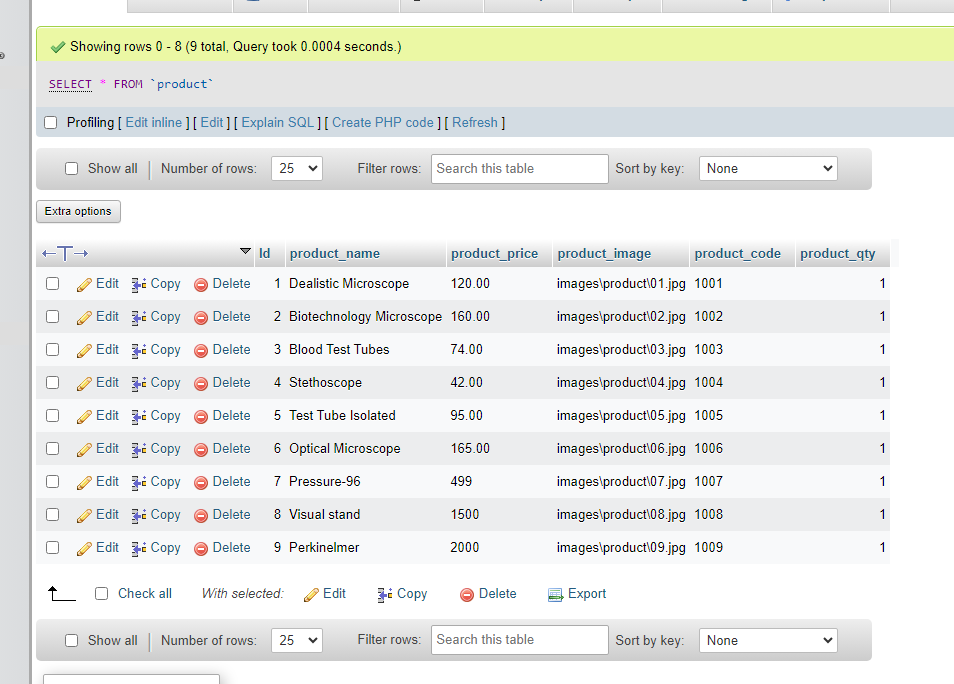 Showing rows 0 - 8 (9 total, Query took 0.0004 seconds.)
SELECT * FROM `product`
Profiling [ Edit inline ] [ Edit ] [ Explain SQL ] [ Create PHP code ] [ Refresh ]
Show all Number of rows: 25 Filter rows: Search this table Sort by key: None
Extra options
←T→ Id product_name product_price product_image product_code product_qty
Edit Copy Delete 1 Dealistic Microscope 120.00 images\product\01.jpg 1001 1
Edit Copy Delete 2 Biotechnology Microscope 160.00 images\product\02.jpg 1002 1
Edit Copy Delete 3 Blood Test Tubes 74.00 images\product\03.jpg 1003 1
Edit Copy Delete 4 Stethoscope 42.00 images\product\04.jpg 1004 1
Edit Copy Delete 5 Test Tube Isolated 95.00 images\product\05.jpg 1005 1
Edit Copy Delete 6 Optical Microscope 165.00 images\product\06.jpg 1006 1
Edit Copy Delete 7 Pressure-96 499 images\product\07.jpg 1007 1
Edit Copy Delete 8 Visual stand 1500 images\product\08.jpg 1008 1
Edit Copy Delete 9 Perkinelmer 2000 images\product\09.jpg 1009 1
Check all With selected: Edit Copy Delete Export
Show all Number of rows: 25 Filter rows: Search this table Sort by key: None